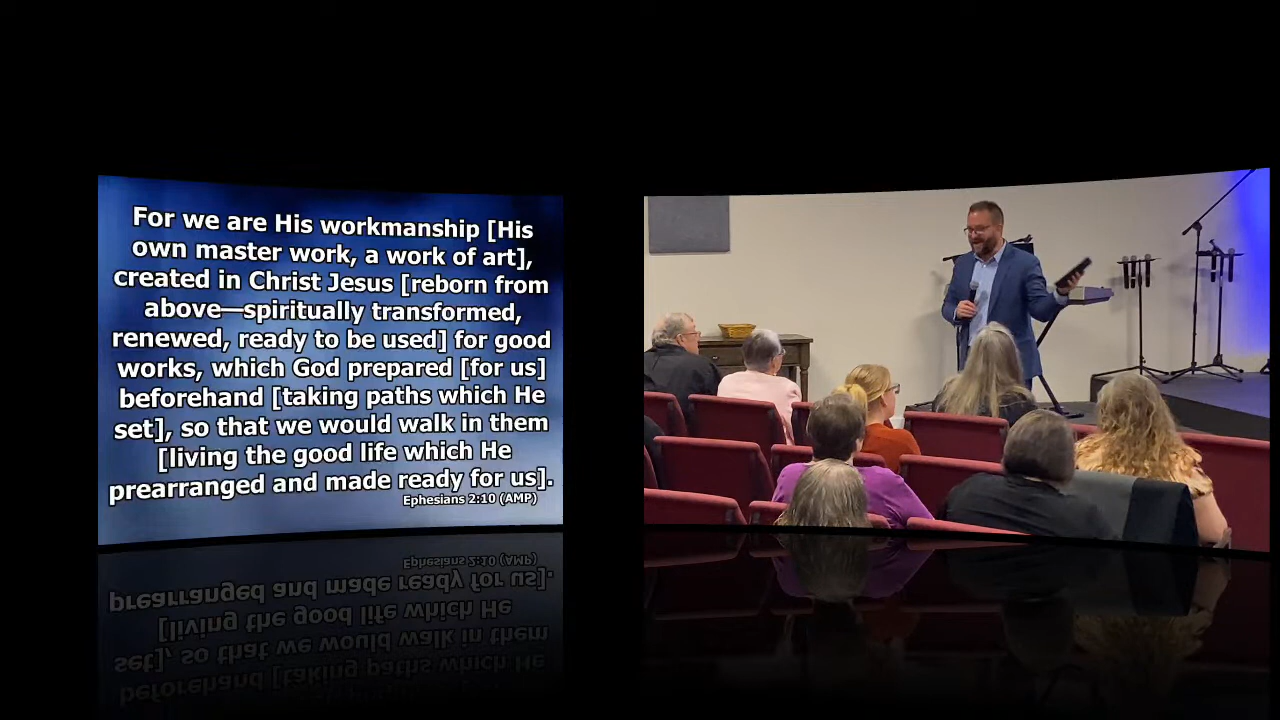 For we are His workmanship [His
own master work, a work of art],
created in Christ Jesus [reborn from
above—spiritually transformed,
renewed, ready to be used] for good
works, which God prepared [for us]
beforehand [taking paths which He
set], so that we would walk in them
[living the good life which He
prearranged and made ready for us].
Ephesians 2:10 (AMP)